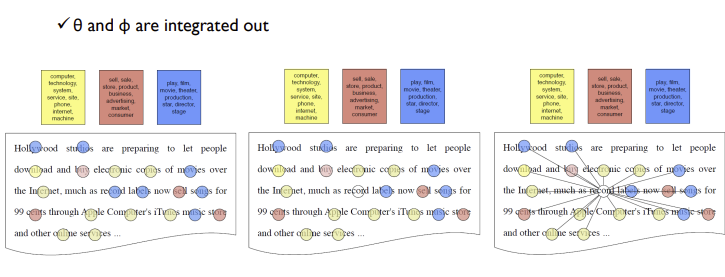 ✓ θ and ϕ are integrated out
computer,
technology,
system,
service, site,
phone,
internet,
machine
sell, sale,
store, product,
business,
advertising,
market,
consumer
play, film,
movie, theater,
production,
star, director,
stage
Hollywood studios are preparing to let people
download and buy electronic copies of movies over
the Internet, much as record labels now sell songs for
99 cents through Apple Computer's iTunes music store
and other online services ...
computer,
technology,
system,
service, site,
phone,
internet,
machine
sell, sale,
store, product,
business,
advertising,
market,
consumer
play, film,
movie, theater,
production,
star, director,
stage
Hollywood studios are preparing to let people
download and buy electronic copies of movies over
the Internet, much as record labels now sell songs for
99 cents through Apple Computer's iTunes music store
and other online services ...
computer,
technology,
system,
service, site,
phone,
internet,
machine
sell, sale,
store, product,
business,
advertising,
market,
consumer
play, film,
movie, theater,
production,
star, director,
stage
Hollywood studios are preparing to let people
download and buy electronic copies of movies over
the Internet, much as record labels now sell songs for
99 cents through Apple Computer's iTunes music store
and other online services ...